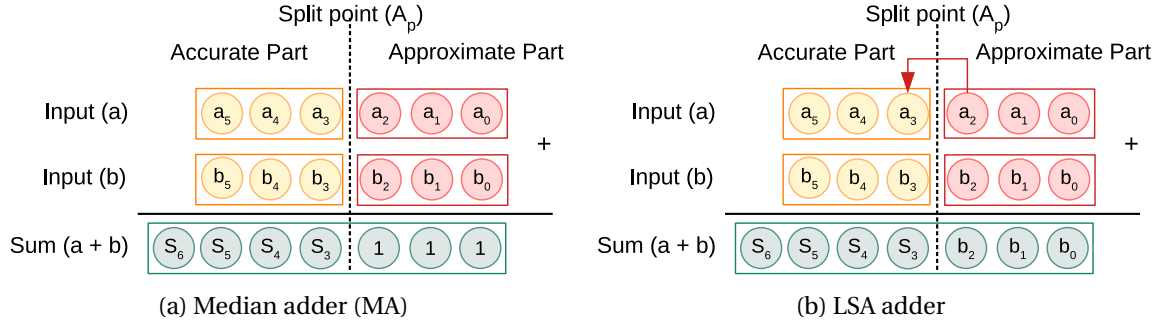 Split point (Aₚ)
Accurate Part Approximate Part
Input (a) a₅ a₄ a₃ a₂ a₁ a₀
+
Input (b) b₅ b₄ b₃ b₂ b₁ b₀
Sum (a + b) S₆ S₅ S₄ S₃ 1 1 1
(a) Median adder (MA)
Split point (Aₚ)
Accurate Part Approximate Part
Input (a) a₅ a₄ a₃ a₂ a₁ a₀
+
Input (b) b₅ b₄ b₃ b₂ b₁ b₀
Sum (a + b) S₆ S₅ S₄ S₃ b₂ b₁ b₀
(b) LSA adder